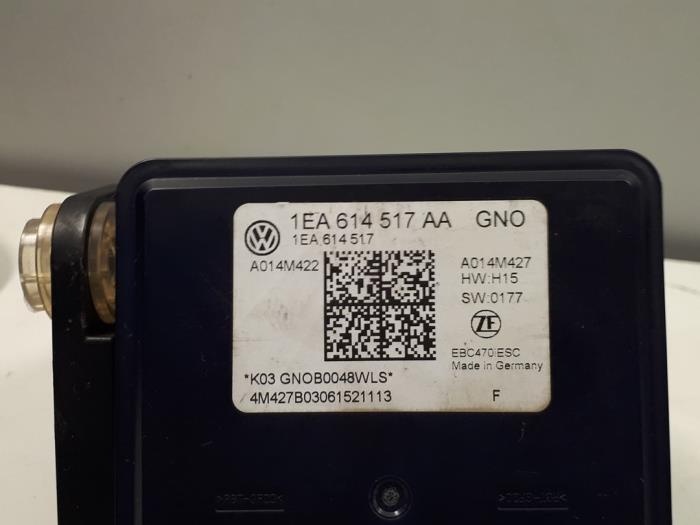 1EA 614 517 AA GNO
1EA 614 517
A014M422 A014M427
HW:H15
SW:0177
ZF
EBC470 ESC
Made in Germany
*K03 GNOB0048WLS*
4M427B03061521113 F